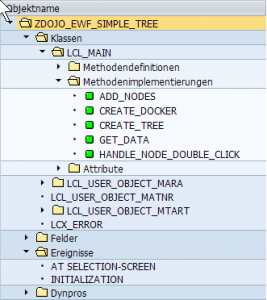 Objektname
ZDOJO_EWF_SIMPLE_TREE
Klassen
LCL_MAIN
Methodendefinitionen
Methodenimplementierungen
ADD_NODES
CREATE_DOCKER
CREATE_TREE
GET_DATA
HANDLE_NODE_DOUBLE_CLICK
Attribute
LCL_USER_OBJECT_MARA
LCL_USER_OBJECT_MATNR
LCL_USER_OBJECT_MTART
LCX_ERROR
Felder
Ereignisse
AT SELECTION-SCREEN
INITIALIZATION
Dynpros